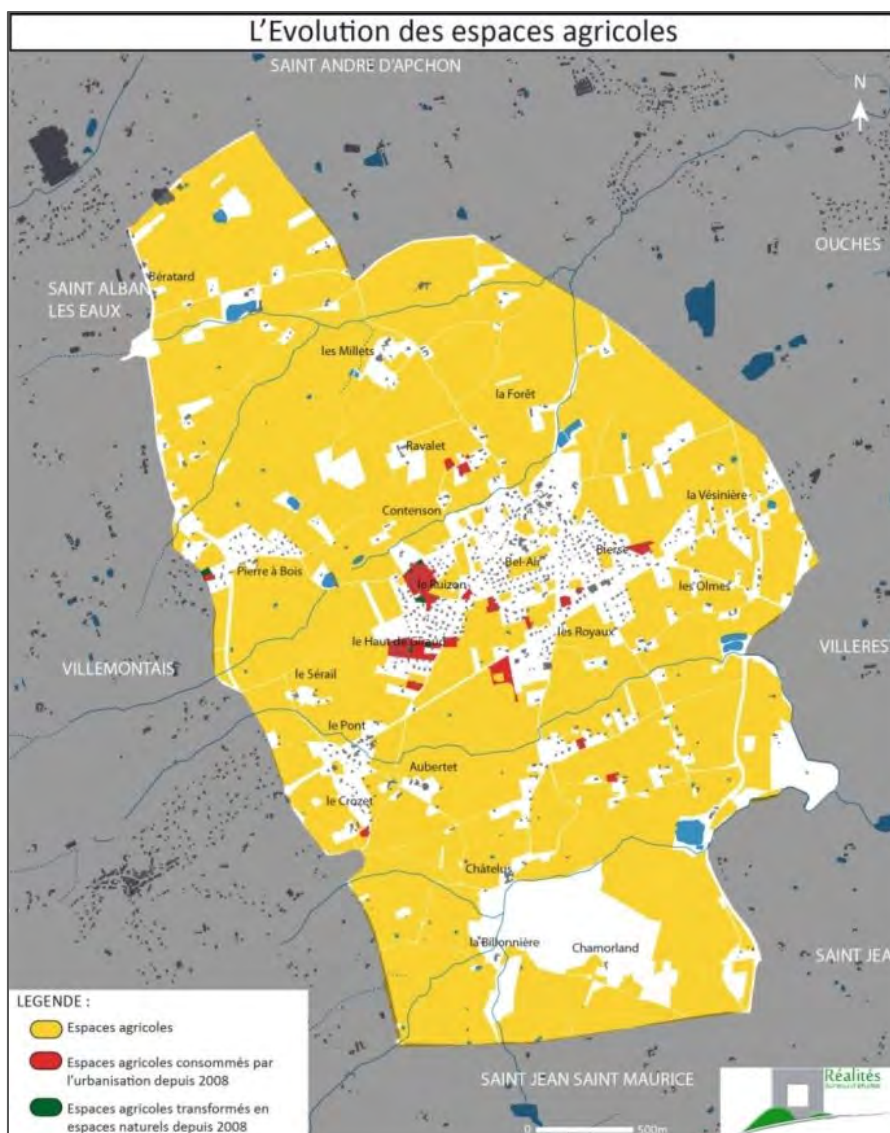 L'Evolution des espaces agricoles
SAINT ANDRE D'APCHON
N
OUCHES
Bératard
SAINT ALBAN
LES EAUX
les Millets
la Forêt
Ravalet
la Vésinière
Contenson
Bierse
Bel-Air
Pierre à Bois
le Ruizon
les Olmes
les Royaux
le Haut de Giraud
VILLEMONTAIS
VILLEREST
le Sérail
le Pont
Aubertet
le Crozet
Châtelus
la Billonnière
Chamorland
SAINT JEA
LEGENDE :
Espaces agricoles
Espaces agricoles consommés par
l'urbanisation depuis 2008
Espaces agricoles transformés en
espaces naturels depuis 2008
SAINT JEAN SAINT MAURICE
Réalités
0
500m